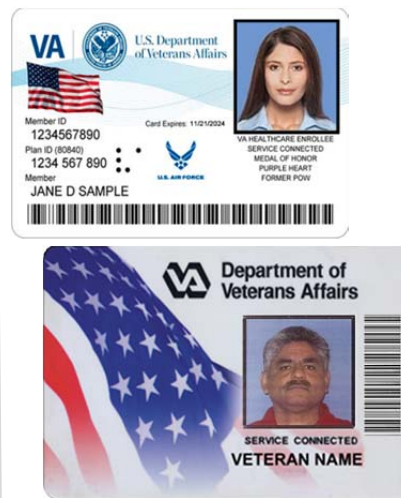 VA
U.S. Department
of Veterans Affairs
Member ID
1234567890
Card Expires: 11/21/2024
Plan ID (80840)
1234 567 890
Member
JANE D SAMPLE
U.S. AIR FORCE
VA HEALTHCARE ENROLLEE
SERVICE CONNECTED
MEDAL OF HONOR
PURPLE HEART
FORMER POW
VA
Department of
Veterans Affairs
SERVICE CONNECTED
VETERAN NAME